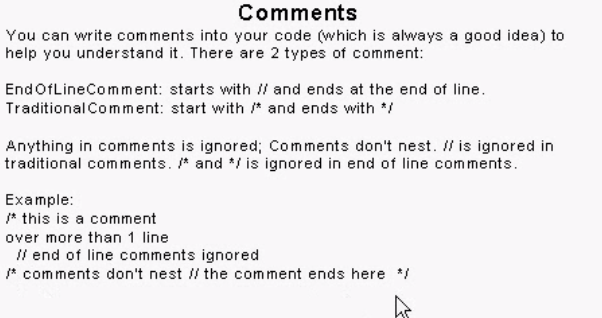 Comments
You can write comments into your code (which is always a good idea) to
help you understand it. There are 2 types of comment:
EndOfLineComment: starts with // and ends at the end of line.
TraditionalComment: start with /* and ends with */
Anything in comments is ignored; Comments don't nest. // is ignored in
traditional comments. /* and */ is ignored in end of line comments.
Example:
/* this is a comment
over more than 1 line
// end of line comments ignored
/* comments don't nest // the comment ends here */